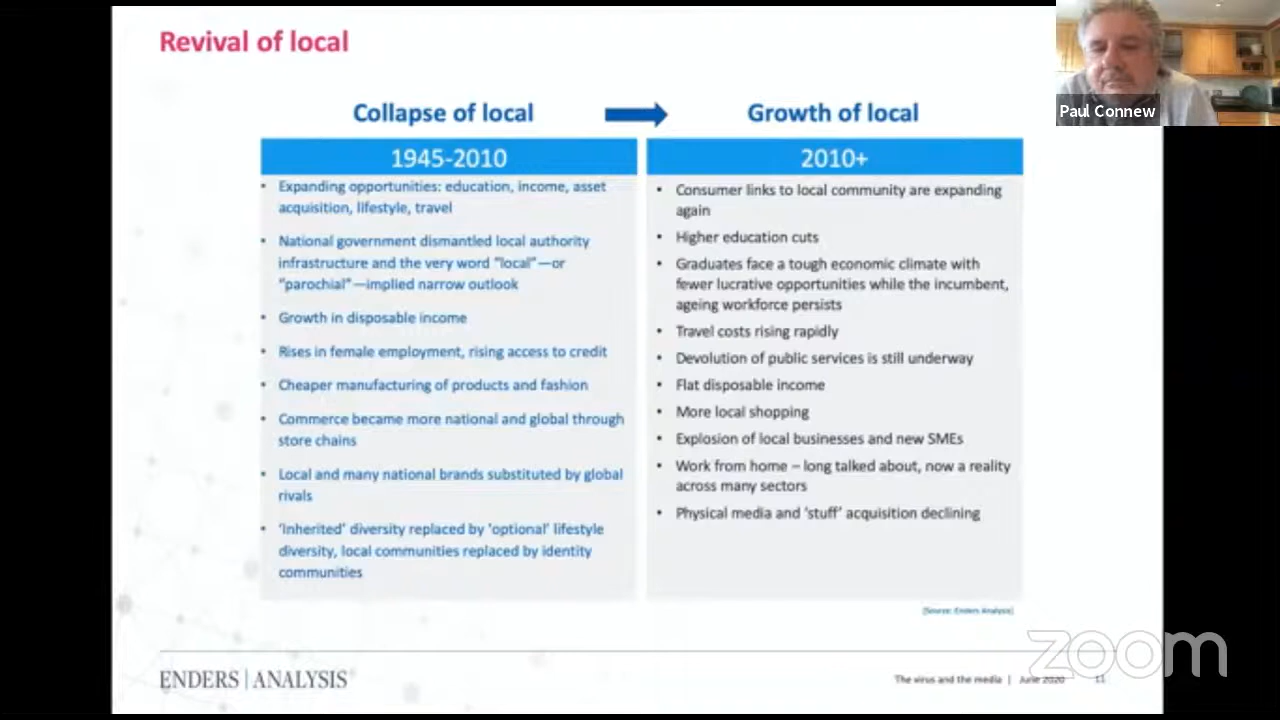 Revival of local
Paul Connew
Collapse of local
Growth of local
1945-2010
2010+
• Expanding opportunities: education, income, asset
acquisition, lifestyle, travel
• National government dismantled local authority
infrastructure and the very word "local"—or
"parochial"—implied narrow outlook
• Growth in disposable income
• Rises in female employment, rising access to credit
• Cheaper manufacturing of products and fashion
• Commerce became more national and global through
store chains
• Local and many national brands substituted by global
rivals
• 'Inherited' diversity replaced by 'optional' lifestyle
diversity, local communities replaced by identity
communities
• Consumer links to local community are expanding
again
• Higher education cuts
• Graduates face a tough economic climate with
fewer lucrative opportunities while the incumbent,
ageing workforce persists
• Travel costs rising rapidly
• Devolution of public services is still underway
• Flat disposable income
• More local shopping
• Explosion of local businesses and new SMEs
• Work from home – long talked about, now a reality
across many sectors
• Physical media and 'stuff' acquisition declining
[Source: Enders Analysis]
zoom
ENDERS | ANALYSIS
The virus and the media | June 2020 11